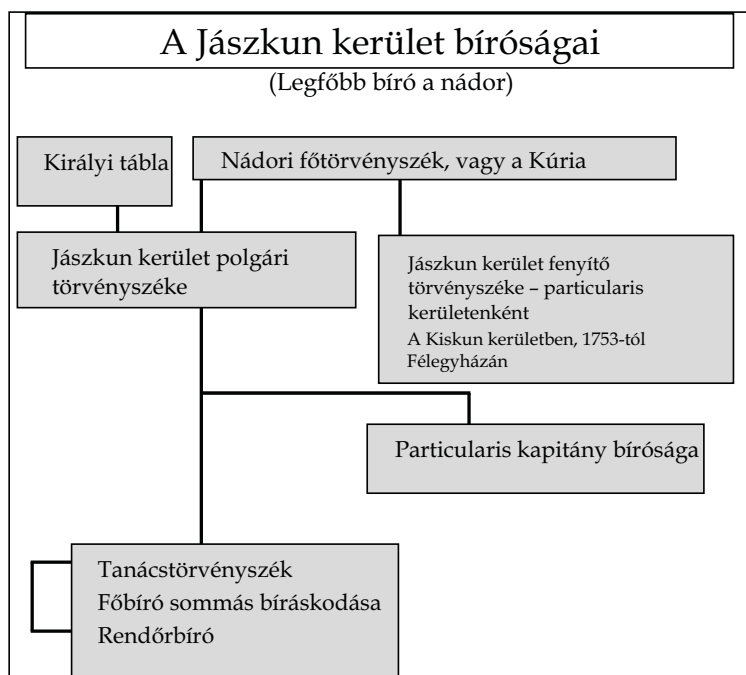 A Jászkun kerület bíróságai
(Legfőbb bíró a nádor)
Királyi tábla
Nádori főtörvényszék, vagy a Kúria
Jászkun kerület polgári
törvényszéke
Jászkun kerület fenyítő
törvényszéke – particularis
kerületenként
A Kiskun kerületben, 1753-tól
Félegyházán
Particularis kapitány bírósága
Tanácstörvényszék
Főbíró sommás bíráskodása
Rendőrbíró